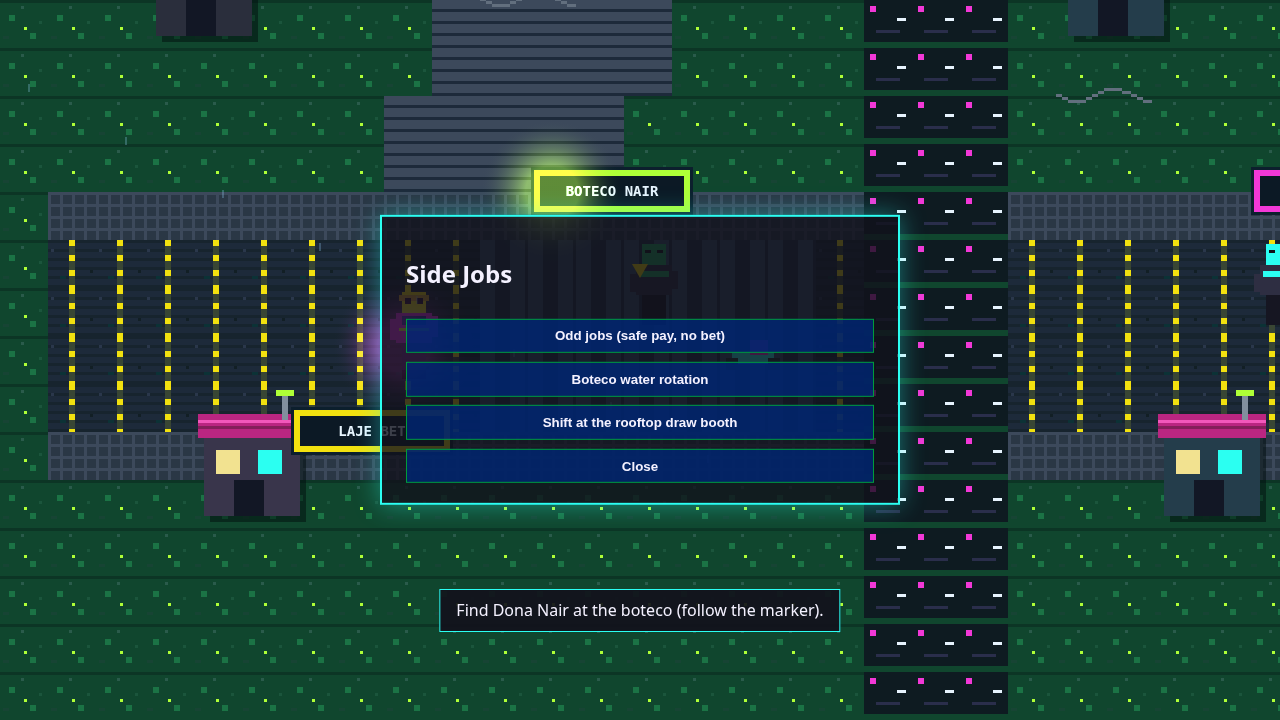 BOTECO NAIR
Side Jobs
Odd jobs (safe pay, no bet)
Boteco water rotation
Shift at the rooftop draw booth
LAJE BET
Close
Find Dona Nair at the boteco (follow the marker).